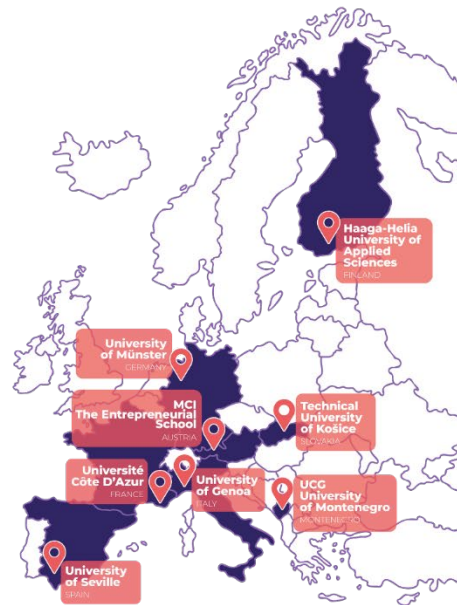 Haaga-Helia
University of
Applied
Sciences
FINLAND
University
of Münster
GERMANY
MCI
The Entrepreneurial
School
AUSTRIA
Technical
University
of Košice
SLOVAKIA
Université
Côte D'Azur
FRANCE
University
of Genoa
ITALY
UCG
University
of Montenegro
MONTENEGRO
University
of Seville
SPAIN